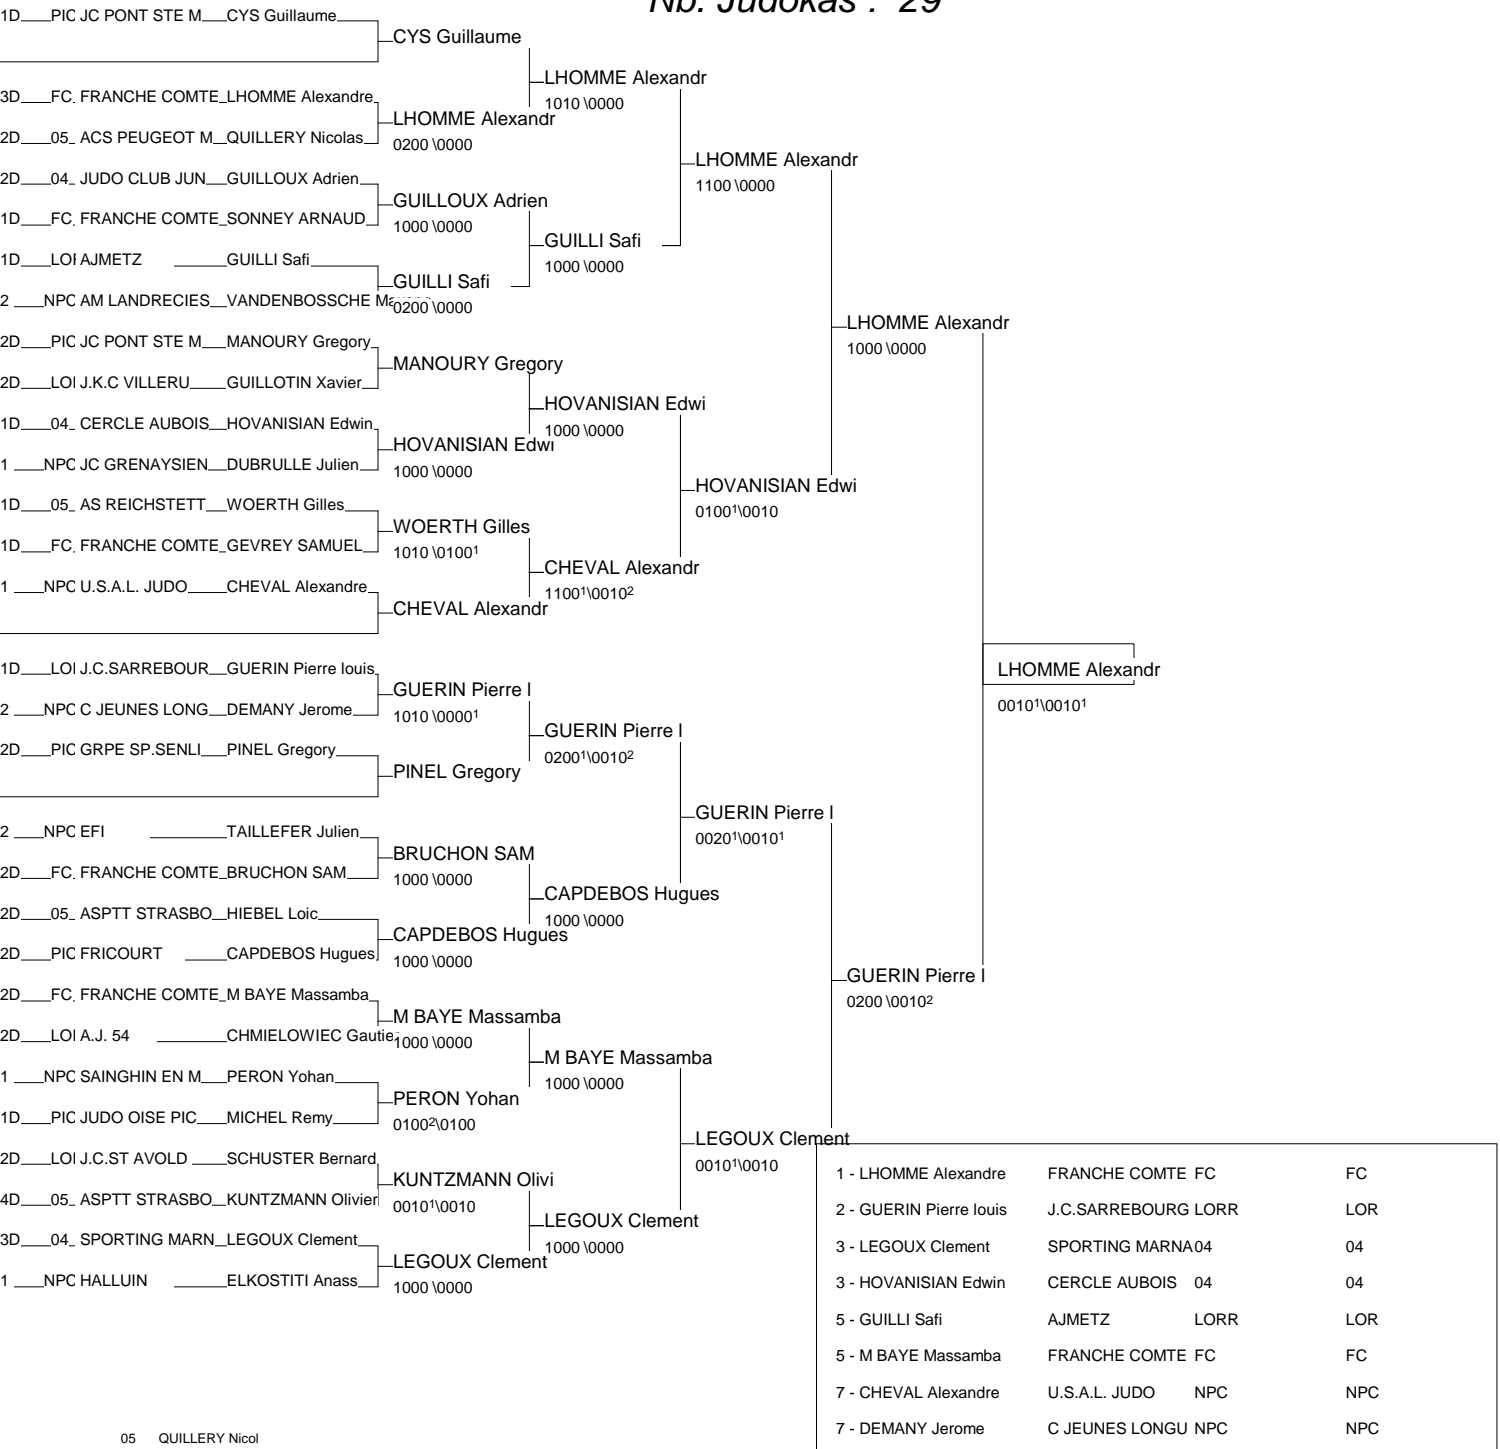 Nb. Judokas : 29
1D PIC JC PONT STE M CYS Guillaume
CYS Guillaume
LHOMME Alexandr
1010 \0000
3D FC FRANCHE COMTE LHOMME Alexandre
LHOMME Alexandr
0200 \0000
2D 05 ACS PEUGEOT M QUILLERY Nicolas
LHOMME Alexandr
1100 \0000
2D 04 JUDO CLUB JUN GUILLOUX Adrien
GUILLOUX Adrien
1000 \0000
1D FC FRANCHE COMTE SONNEY ARNAUD
GUILLI Safi
1000 \0000
1D LOI AJMETZ GUILLI Safi
GUILLI Safi
0200 \0000
2 NPC AM LANDRECIES VANDENBOSSCHE
LHOMME Alexandr
1000 \0000
2D PIC JC PONT STE M MANOURY Gregory
MANOURY Gregory
2D LOI J.K.C VILLERU GUILLOTIN Xavier
HOVANISIAN Edwi
1000 \0000
1D 04 CERCLE AUBOIS HOVANISIAN Edwin
HOVANISIAN Edwi
1000 \0000
1 NPC JC GRENAYSIEN DUBRULLE Julien
HOVANISIAN Edwi
0100¹\0010
1D 05 AS REICHSTETT WOERTH Gilles
WOERTH Gilles
1010 \0100¹
1D FC FRANCHE COMTE GEVREY SAMUEL
CHEVAL Alexandr
1100¹\0010²
1 NPC U.S.A.L. JUDO CHEVAL Alexandre
CHEVAL Alexandr
LHOMME Alexandr
0010¹\0010¹
1D LOI J.C.SARREBOUR GUERIN Pierre louis
GUERIN Pierre l
1010 \0000¹
2 NPC C JEUNES LONG DEMANY Jerome
GUERIN Pierre l
0200¹\0010²
2D PIC GRPE SP.SENLI PINEL Gregory
PINEL Gregory
GUERIN Pierre l
0020¹\0010¹
2 NPC EFI TAILLEFER Julien
BRUCHON SAM
1000 \0000
2D FC FRANCHE COMTE BRUCHON SAM
CAPDEBOS Hugues
1000 \0000
2D 05 ASPTT STRASBO HIEBEL Loic
CAPDEBOS Hugues
1000 \0000
2D PIC FRICOURT CAPDEBOS Hugues
GUERIN Pierre l
0200 \0010²
2D FC FRANCHE COMTE M BAYE Massamba
M BAYE Massamba
1000 \0000
2D LOI A.J. 54 CHMIELOWIEC Gautie
M BAYE Massamba
1000 \0000
1 NPC SAINGHIN EN M PERON Yohan
PERON Yohan
0100²\0100
1D PIC JUDO OISE PIC MICHEL Remy
LEGOUX Clement
0010¹\0010
2D LOI J.C.ST AVOLD SCHUSTER Bernard
KUNTZMANN Olivi
0010¹\0010
4D 05 ASPTT STRASBO KUNTZMANN Olivier
LEGOUX Clement
1000 \0000
3D 04 SPORTING MARN LEGOUX Clement
LEGOUX Clement
1000 \0000
1 NPC HALLUIN ELKOSTITI Anass
1 - LHOMME Alexandre FRANCHE COMTE FC FC
2 - GUERIN Pierre louis J.C.SARREBOURG LORR LOR
3 - LEGOUX Clement SPORTING MARNA 04 04
3 - HOVANISIAN Edwin CERCLE AUBOIS 04 04
5 - GUILLI Safi AJMETZ LORR LOR
5 - M BAYE Massamba FRANCHE COMTE FC FC
7 - CHEVAL Alexandre U.S.A.L. JUDO NPC NPC
7 - DEMANY Jerome C JEUNES LONGU NPC NPC
05 QUILLERY Nicol